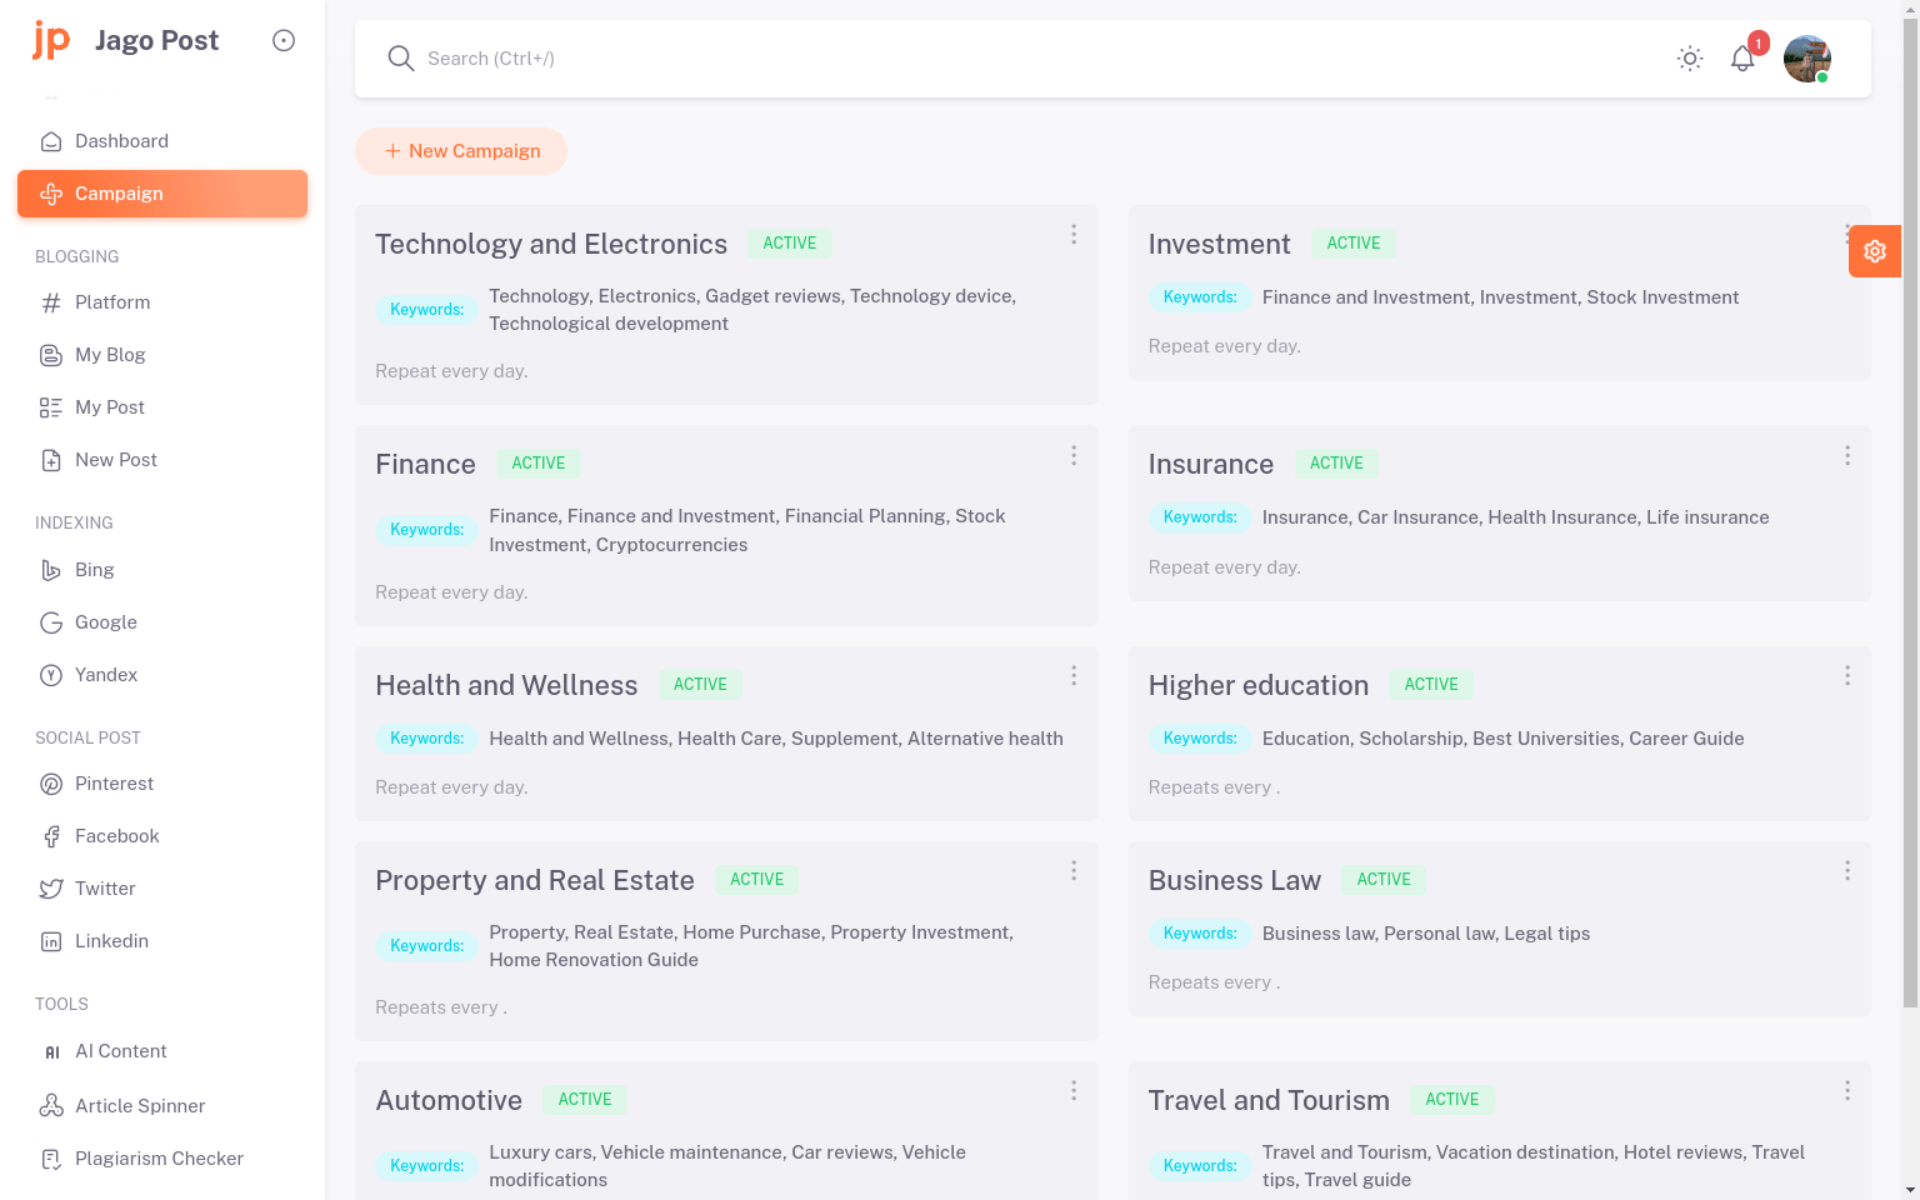 jp Jago Post
Dashboard
Campaign
BLOGGING
Platform
My Blog
My Post
New Post
INDEXING
Bing
Google
Yandex
SOCIAL POST
Pinterest
Facebook
Twitter
Linkedin
TOOLS
AI AI Content
Article Spinner
Plagiarism Checker
Search (Ctrl+/)
1
+ New Campaign
Technology and Electronics ACTIVE
Keywords: Technology, Electronics, Gadget reviews, Technology device,
Technological development
Repeat every day.
Investment ACTIVE
Keywords: Finance and Investment, Investment, Stock Investment
Repeat every day.
Finance ACTIVE
Keywords: Finance, Finance and Investment, Financial Planning, Stock
Investment, Cryptocurrencies
Repeat every day.
Insurance ACTIVE
Keywords: Insurance, Car Insurance, Health Insurance, Life insurance
Repeat every day.
Health and Wellness ACTIVE
Keywords: Health and Wellness, Health Care, Supplement, Alternative health
Repeat every day.
Higher education ACTIVE
Keywords: Education, Scholarship, Best Universities, Career Guide
Repeats every .
Property and Real Estate ACTIVE
Keywords: Property, Real Estate, Home Purchase, Property Investment,
Home Renovation Guide
Repeats every .
Business Law ACTIVE
Keywords: Business law, Personal law, Legal tips
Repeats every .
Automotive ACTIVE
Keywords: Luxury cars, Vehicle maintenance, Car reviews, Vehicle
modifications
Travel and Tourism ACTIVE
Keywords: Travel and Tourism, Vacation destination, Hotel reviews, Travel
tips, Travel guide